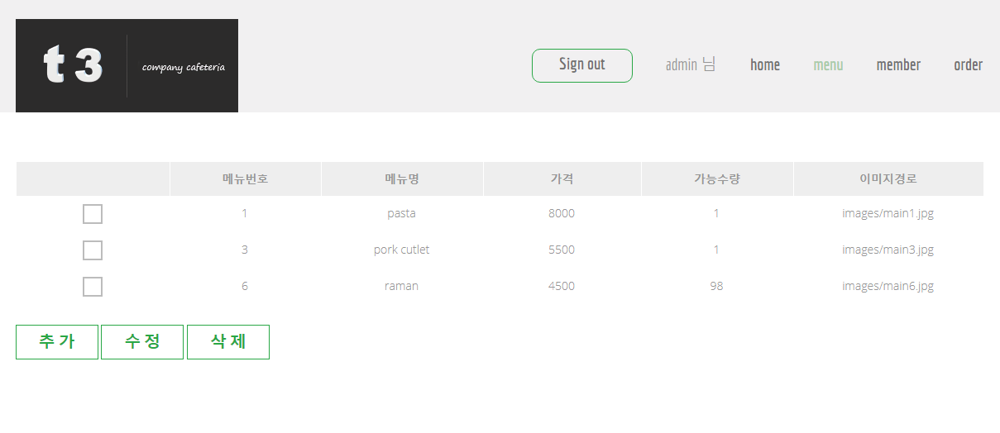 t 3 company cafeteria
Sign out admin 님 home menu member order
메뉴번호 메뉴명 가격 가능수량 이미지경로
1 pasta 8000 1 images/main1.jpg
3 pork cutlet 5500 1 images/main3.jpg
6 raman 4500 98 images/main6.jpg
추 가 수 정 삭 제